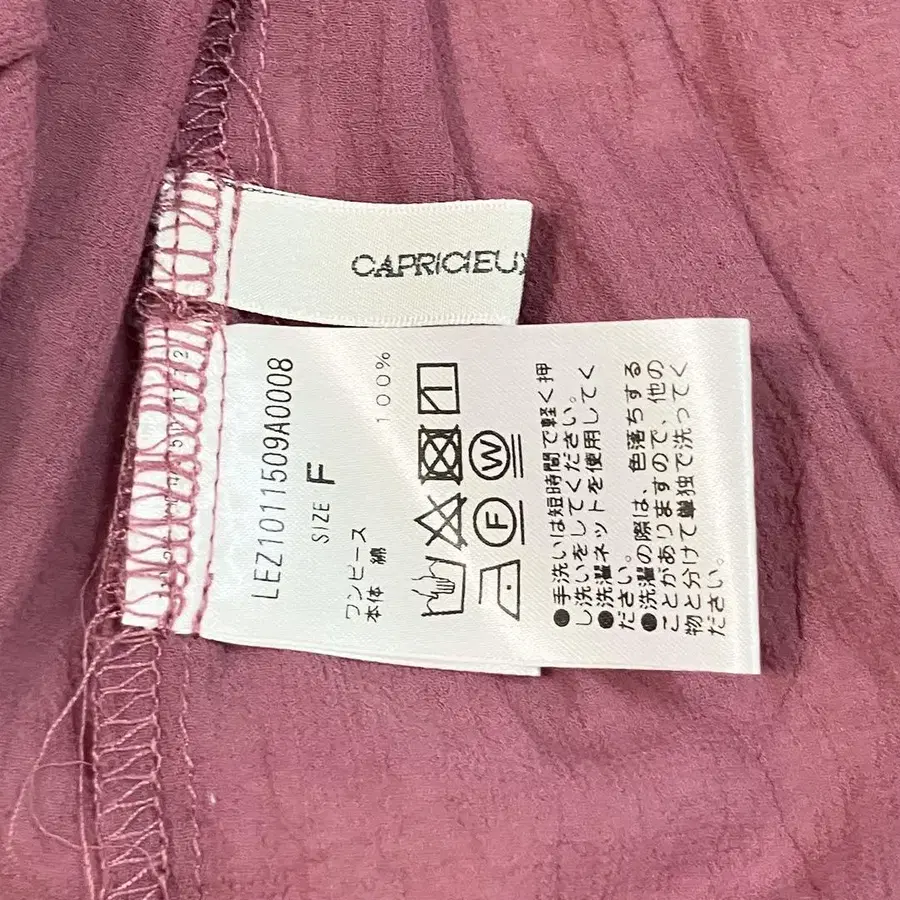 CAPRICIEUX
LEZ1011509A0008
SIZE F
ワンピース
本体 綿 100%
W
F
●手洗いは短時間で軽く押
し洗いをしてください。
●洗濯ネットを使用してく
ださい。
●洗濯の際は、色落ちする
ことがありますので、他の
物と分けて単独で洗ってく
ださい。